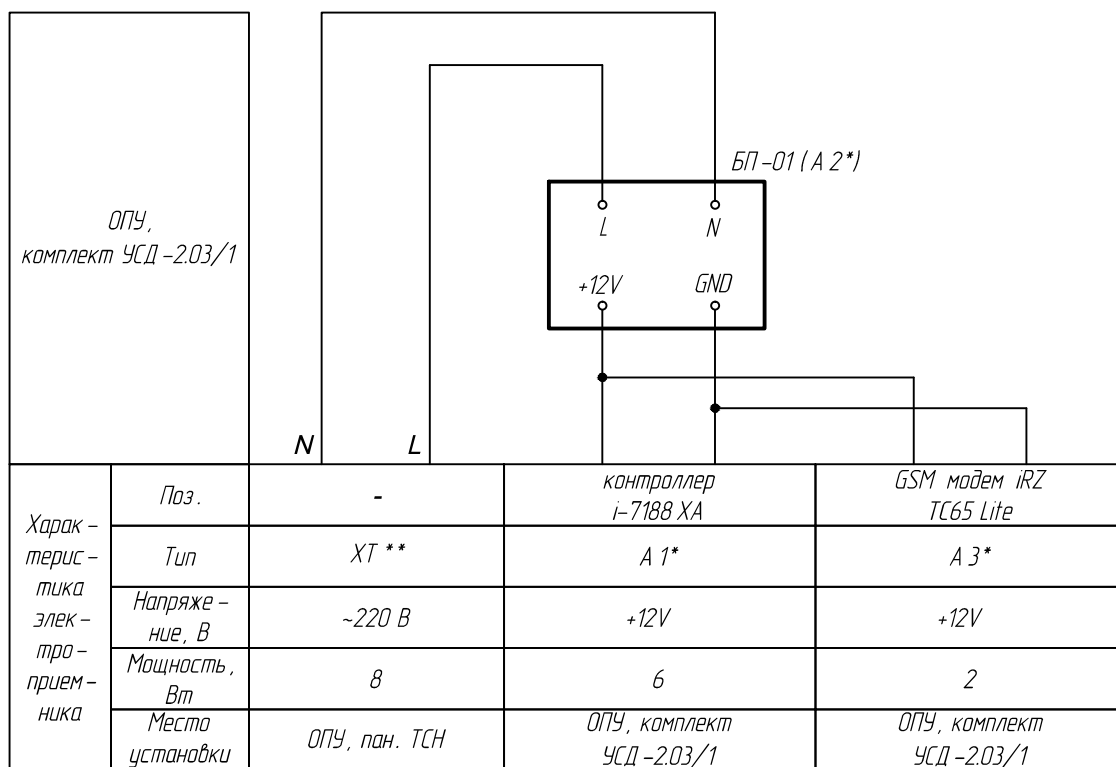 БП-01 (А 2*)
L N
+12V GND
ОПУ,
комплект УСД-2.03/1
N L
Харак-
терис-
тика
элек-
тро-
прием-
ника
Поз. - контроллер
i-7188 XA GSM модем iRZ
TC65 Lite
Тип XT ** A 1* A 3*
Напряже-
ние, В ~220 В +12V +12V
Мощность,
Вт 8 6 2
Место
установки ОПУ, пан. ТСН ОПУ, комплект
УСД-2.03/1 ОПУ, комплект
УСД-2.03/1